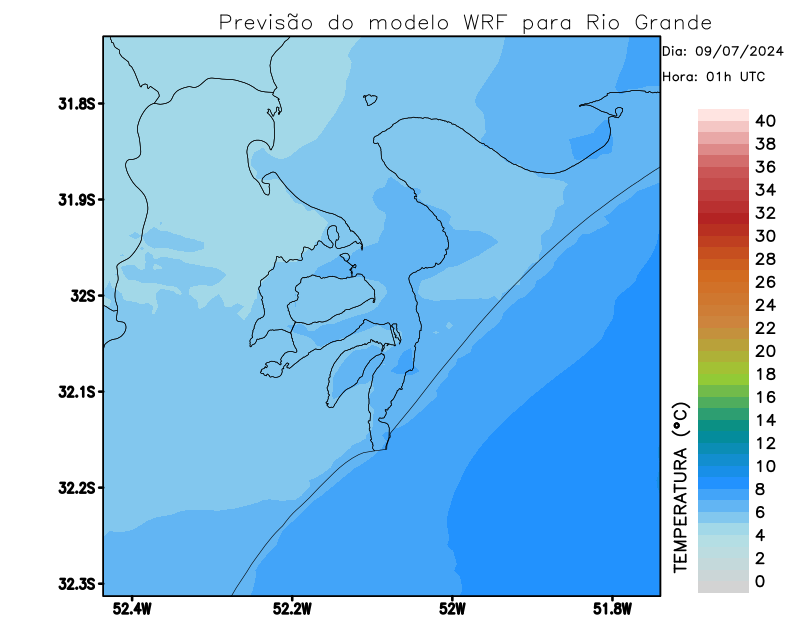 Previsão do modelo WRF para Rio Grande
Dia: 09/07/2024
Hora: 01h UTC
31.8S
31.9S
32S
32.1S
32.2S
32.3S
52.4W
52.2W
52W
51.8W
TEMPERATURA (°C)
40
38
36
34
32
30
28
26
24
22
20
18
16
14
12
10
8
6
4
2
0